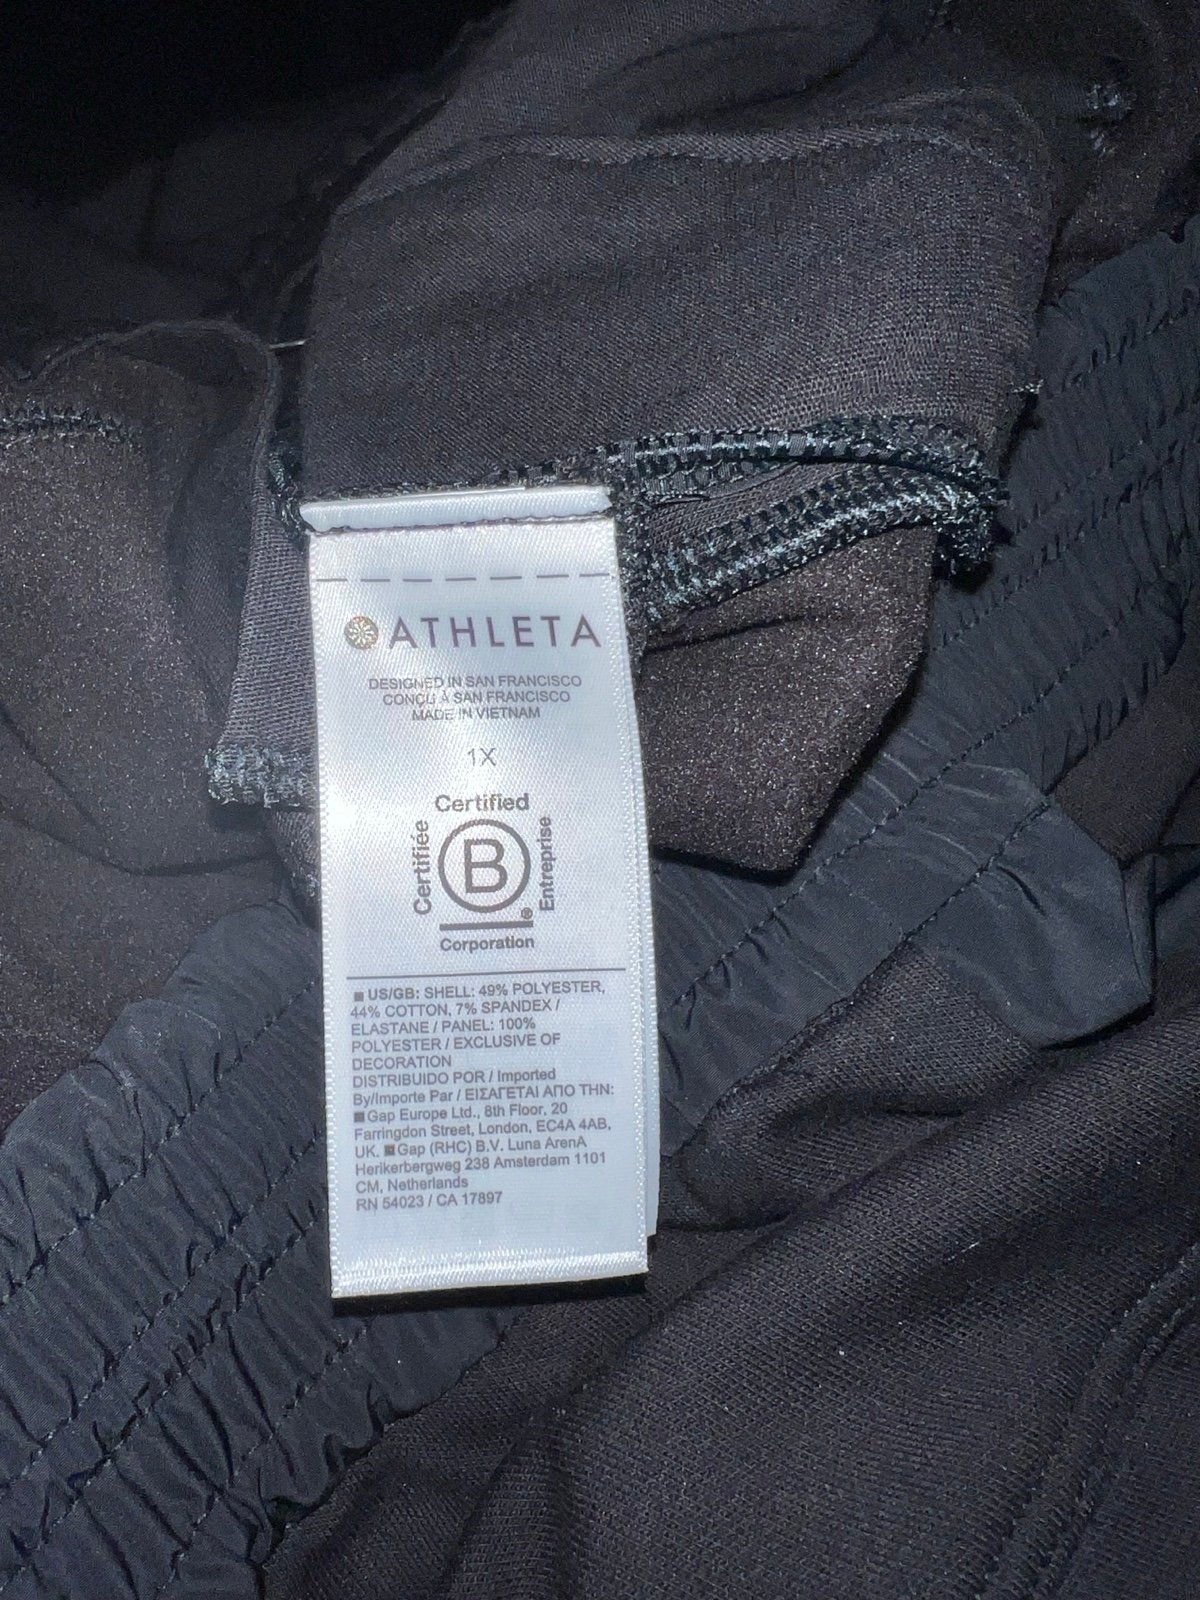 ATHLETA
DESIGNED IN SAN FRANCISCO
CONÇU À SAN FRANCISCO
MADE IN VIETNAM
1X
Certified
Certifiée
B
Entreprise
®
Corporation
US/GB: SHELL: 49% POLYESTER,
44% COTTON, 7% SPANDEX /
ELASTANE / PANEL: 100%
POLYESTER / EXCLUSIVE OF
DECORATION
DISTRIBUIDO POR / Imported
By/Importe Par / ΕΙΣΑΓΕΤΑΙ ΑΠΟ ΤΗΝ:
Gap Europe Ltd., 8th Floor, 20
Farringdon Street, London, EC4A 4AB,
UK. Gap (RHC) B.V. Luna ArenA
Herikerbergweg 238 Amsterdam 1101
CM, Netherlands
RN 54023 / CA 17897